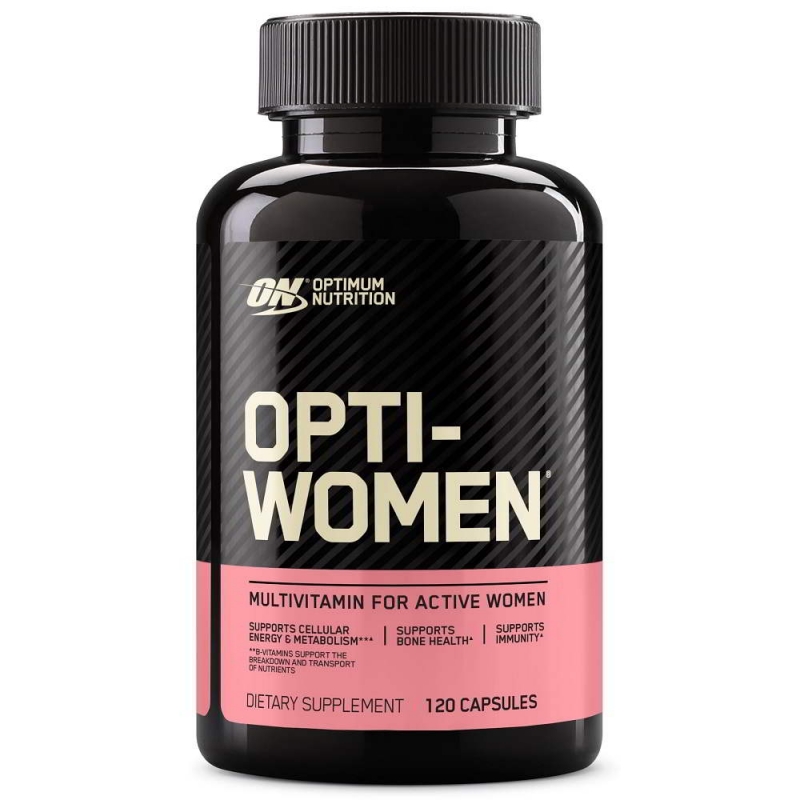 ON® OPTIMUM
NUTRITION
OPTI-
WOMEN®
MULTIVITAMIN FOR ACTIVE WOMEN
SUPPORTS CELLULAR
ENERGY & METABOLISM**▲
SUPPORTS
BONE HEALTH▲
SUPPORTS
IMMUNITY▲
**B-VITAMINS SUPPORT THE
BREAKDOWN AND TRANSPORT
OF NUTRIENTS
DIETARY SUPPLEMENT 120 CAPSULES